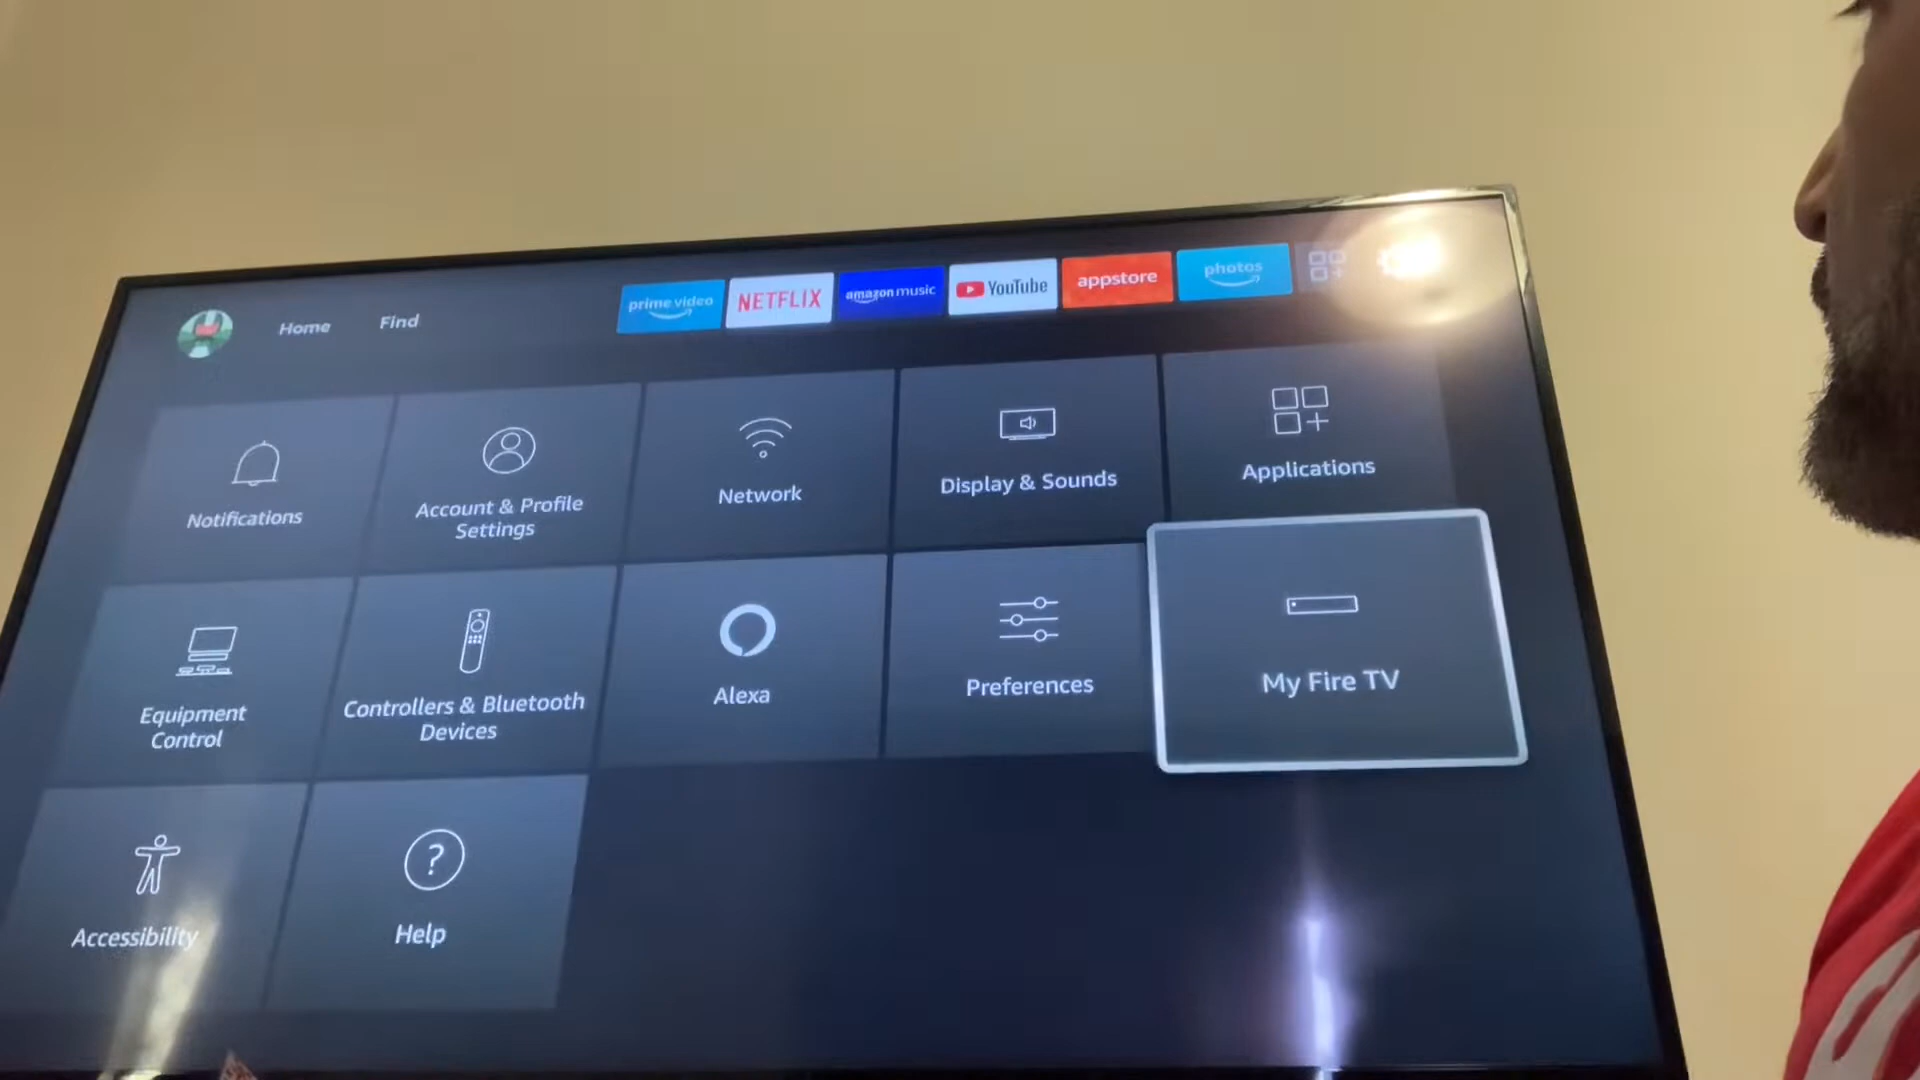 Home
Find
prime video
NETFLIX
amazon music
YouTube
appstore
photos
Notifications
Account & Profile
Settings
Network
Display & Sounds
Applications
Equipment
Control
Controllers & Bluetooth
Devices
Alexa
Preferences
My Fire TV
Accessibility
?
Help